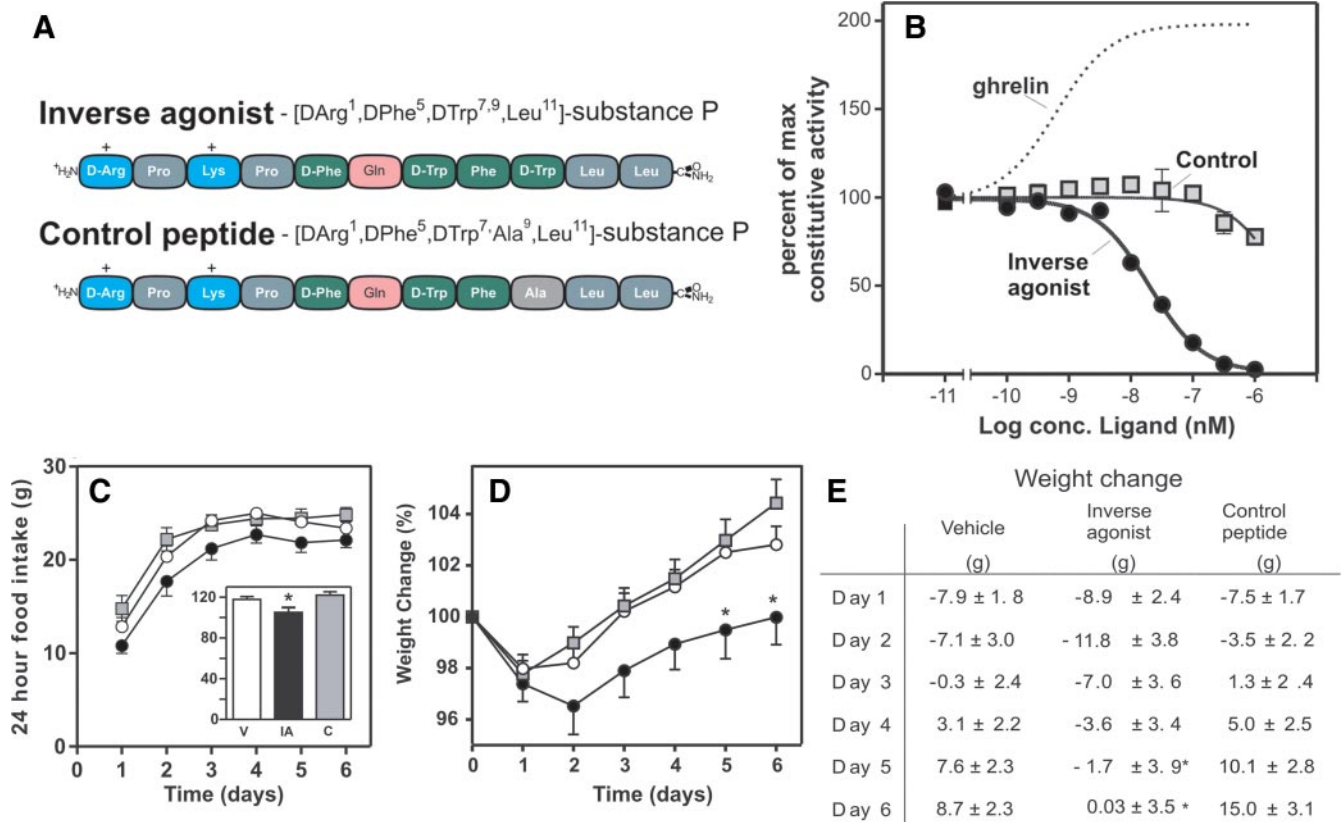 A
Inverse agonist - [DArg1,DPhe5,DTrp7,9,Leu11]-substance P
+ +
+H2N D-Arg Pro Lys Pro D-Phe Gln D-Trp Phe D-Trp Leu Leu C O NH2
Control peptide - [DArg1,DPhe5,DTrp7,Ala9,Leu11]-substance P
+ +
+H2N D-Arg Pro Lys Pro D-Phe Gln D-Trp Phe Ala Leu Leu C O NH2
B
percent of max
constitutive activity
200
150
100
50
0
ghrelin
Control
Inverse
agonist
-11 -10 -9 -8 -7 -6
Log conc. Ligand (nM)
C
24 hour food intake (g)
30
20
10
0
120
80
40
0
*
V IA C
1 2 3 4 5 6
Time (days)
D
Weight Change (%)
104
102
100
98
96
* *
0 1 2 3 4 5 6
Time (days)
E
Weight change
Vehicle Inverse agonist Control peptide
(g) (g) (g)
Day 1 -7.9 ± 1. 8 -8.9 ± 2.4 -7.5 ± 1.7
Day 2 -7.1 ± 3.0 -11.8 ± 3.8 -3.5 ± 2. 2
Day 3 -0.3 ± 2.4 -7.0 ± 3. 6 1.3 ± 2 .4
Day 4 3.1 ± 2.2 -3.6 ± 3.4 5.0 ± 2.5
Day 5 7.6 ± 2.3 - 1.7 ± 3. 9* 10.1 ± 2.8
Day 6 8.7 ± 2.3 0.03 ± 3.5 * 15.0 ± 3.1